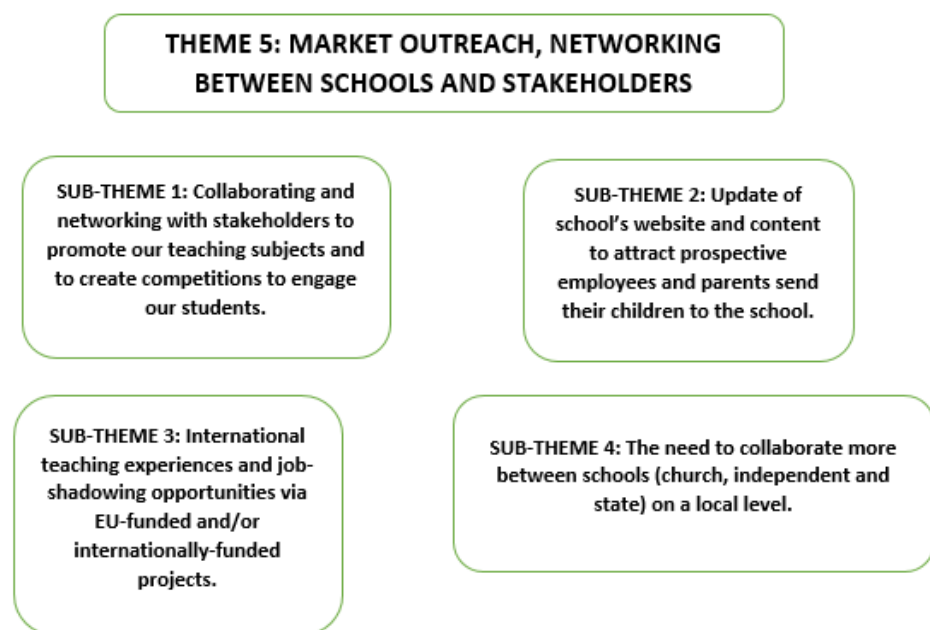 THEME 5: MARKET OUTREACH, NETWORKING
BETWEEN SCHOOLS AND STAKEHOLDERS
SUB-THEME 1: Collaborating and
networking with stakeholders to
promote our teaching subjects and
to create competitions to engage
our students.
SUB-THEME 2: Update of
school’s website and content
to attract prospective
employees and parents send
their children to the school.
SUB-THEME 3: International
teaching experiences and job-
shadowing opportunities via
EU-funded and/or
internationally-funded
projects.
SUB-THEME 4: The need to collaborate more
between schools (church, independent and
state) on a local level.